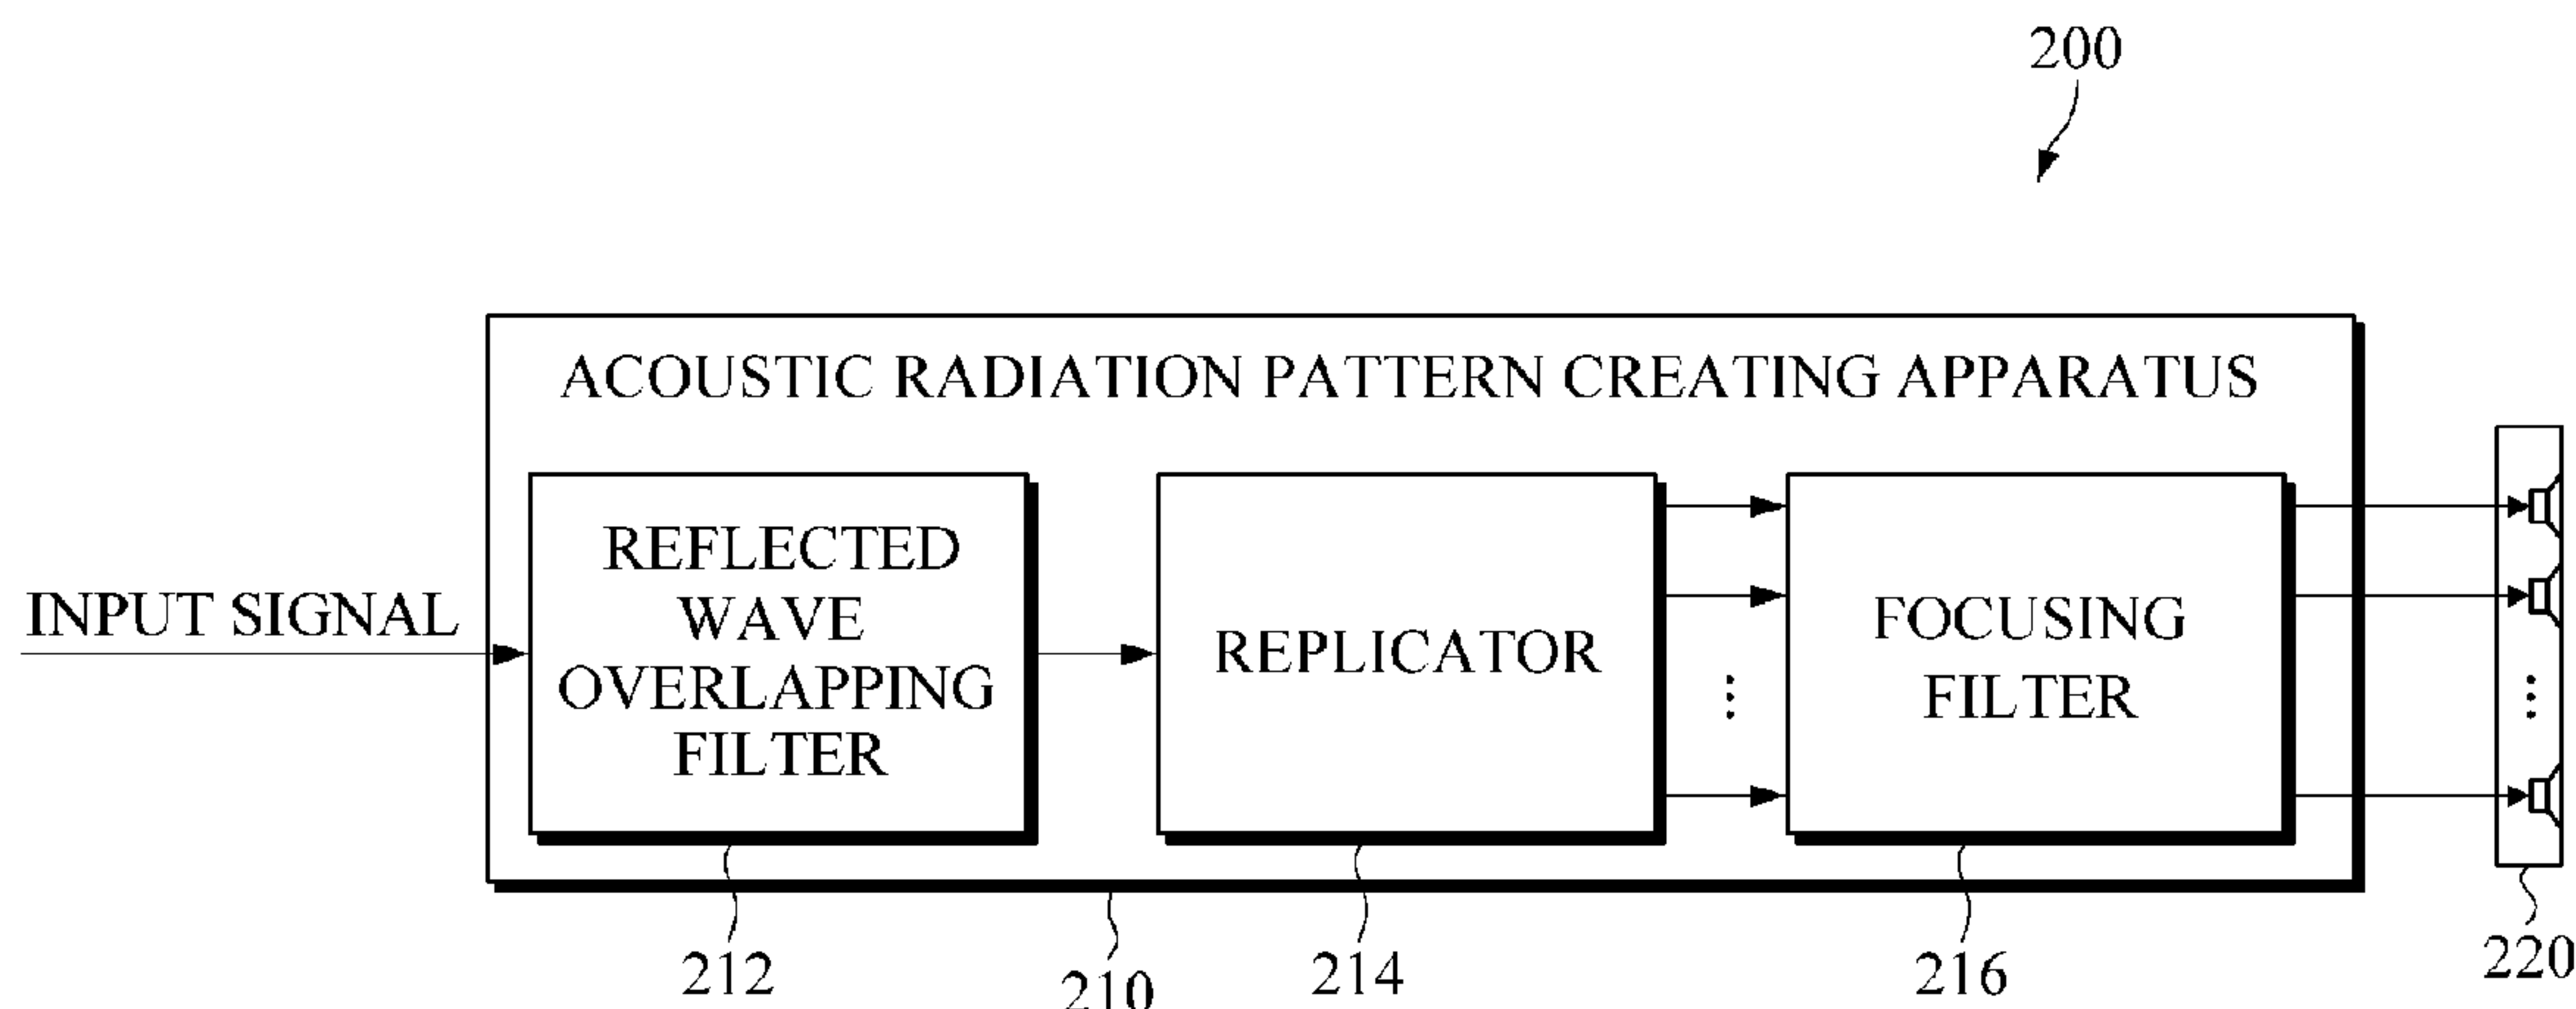 200
ACOUSTIC RADIATION PATTERN CREATING APPARATUS
INPUT SIGNAL
REFLECTED
WAVE
OVERLAPPING
FILTER
REPLICATOR
FOCUSING
FILTER
212
210
214
216
220